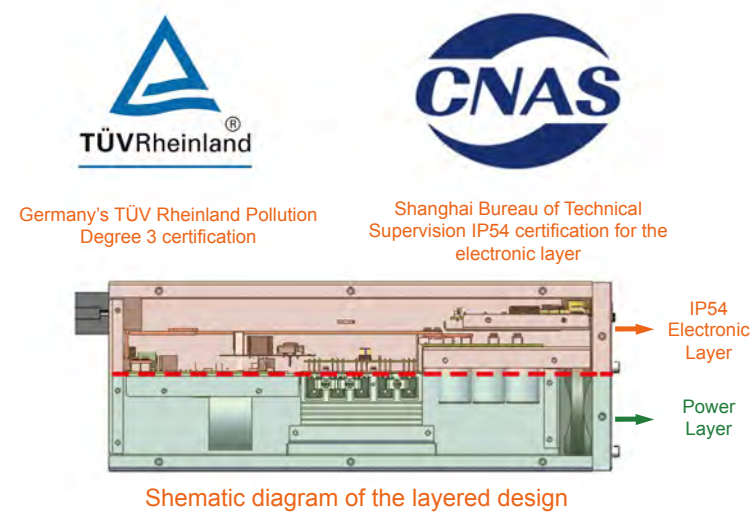 TÜVRheinland®
CNAS
Germany's TÜV Rheinland Pollution
Degree 3 certification
Shanghai Bureau of Technical
Supervision IP54 certification for the
electronic layer
IP54
Electronic
Layer
Power
Layer
Shematic diagram of the layered design